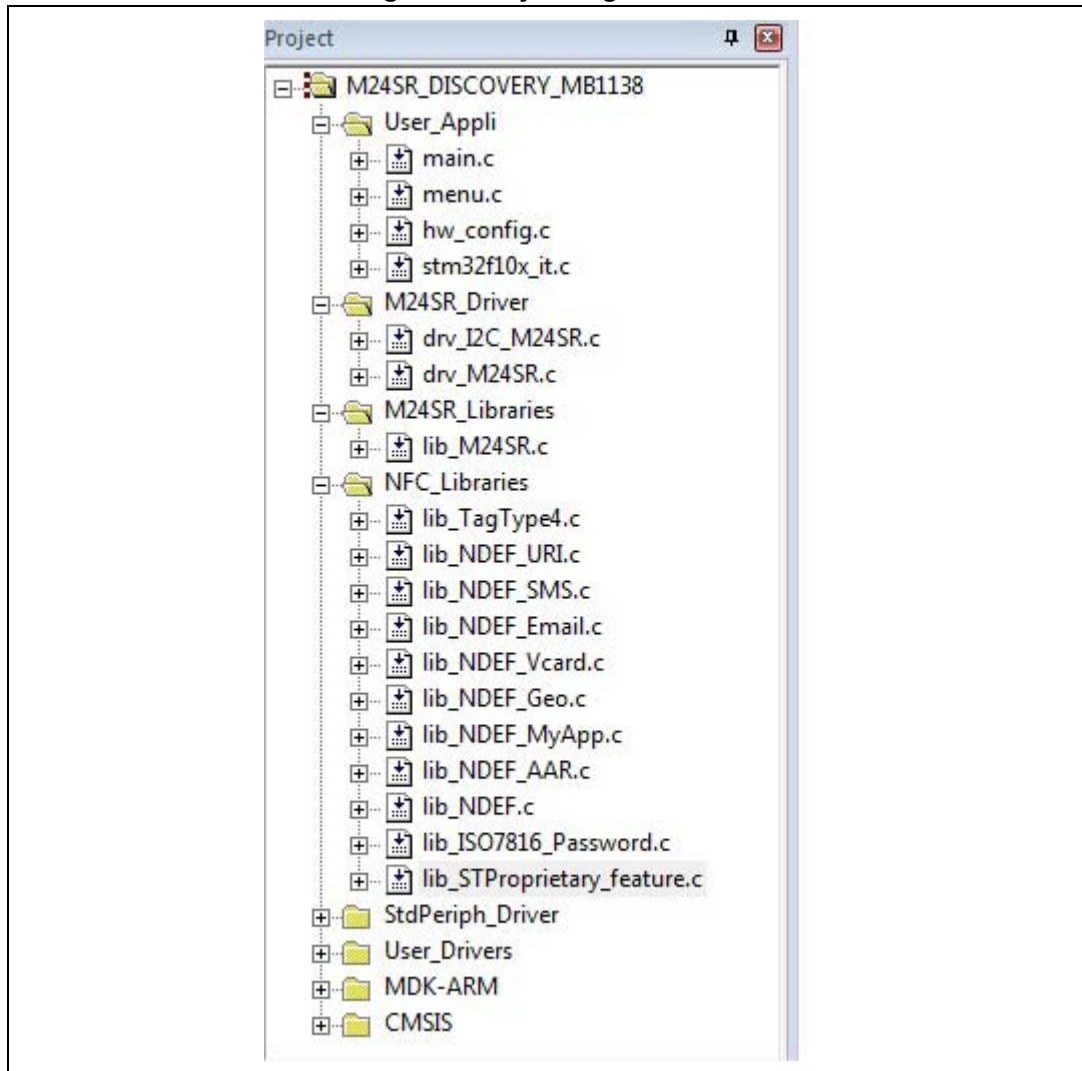 Project
M24SR_DISCOVERY_MB1138
User_Appli
main.c
menu.c
hw_config.c
stm32f10x_it.c
M24SR_Driver
drv_I2C_M24SR.c
drv_M24SR.c
M24SR_Libraries
lib_M24SR.c
NFC_Libraries
lib_TagType4.c
lib_NDEF_URI.c
lib_NDEF_SMS.c
lib_NDEF_Email.c
lib_NDEF_Vcard.c
lib_NDEF_Geo.c
lib_NDEF_MyApp.c
lib_NDEF_AAR.c
lib_NDEF.c
lib_ISO7816_Password.c
lib_STProprietary_feature.c
StdPeriph_Driver
User_Drivers
MDK-ARM
CMSIS